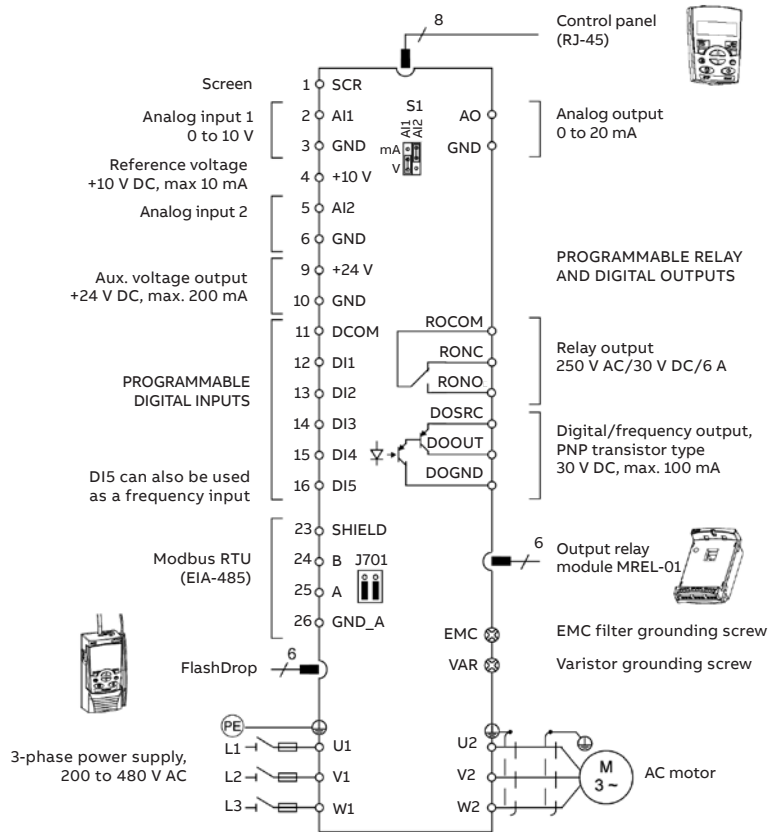 8
Control panel
(RJ-45)
Screen
1 SCR
Analog input 1
0 to 10 V
2 AI1
3 GND
S1
AI1
AI2
mA
V
AO
GND
Analog output
0 to 20 mA
Reference voltage
+10 V DC, max 10 mA
4 +10 V
Analog input 2
5 AI2
6 GND
Aux. voltage output
+24 V DC, max. 200 mA
9 +24 V
10 GND
PROGRAMMABLE RELAY
AND DIGITAL OUTPUTS
PROGRAMMABLE
DIGITAL INPUTS
DI5 can also be used
as a frequency input
11 DCOM
12 DI1
13 DI2
14 DI3
15 DI4
16 DI5
ROCOM
RONC
RONO
Relay output
250 V AC/30 V DC/6 A
DOSRC
DOOUT
DOGND
Digital/frequency output,
PNP transistor type
30 V DC, max. 100 mA
Modbus RTU
(EIA-485)
23 SHIELD
24 B
25 A
26 GND_A
J701
6
Output relay
module MREL-01
EMC
EMC filter grounding screw
VAR
Varistor grounding screw
FlashDrop
6
PE
3-phase power supply,
200 to 480 V AC
L1
L2
L3
U1
V1
W1
U2
V2
W2
M
3 ~
AC motor